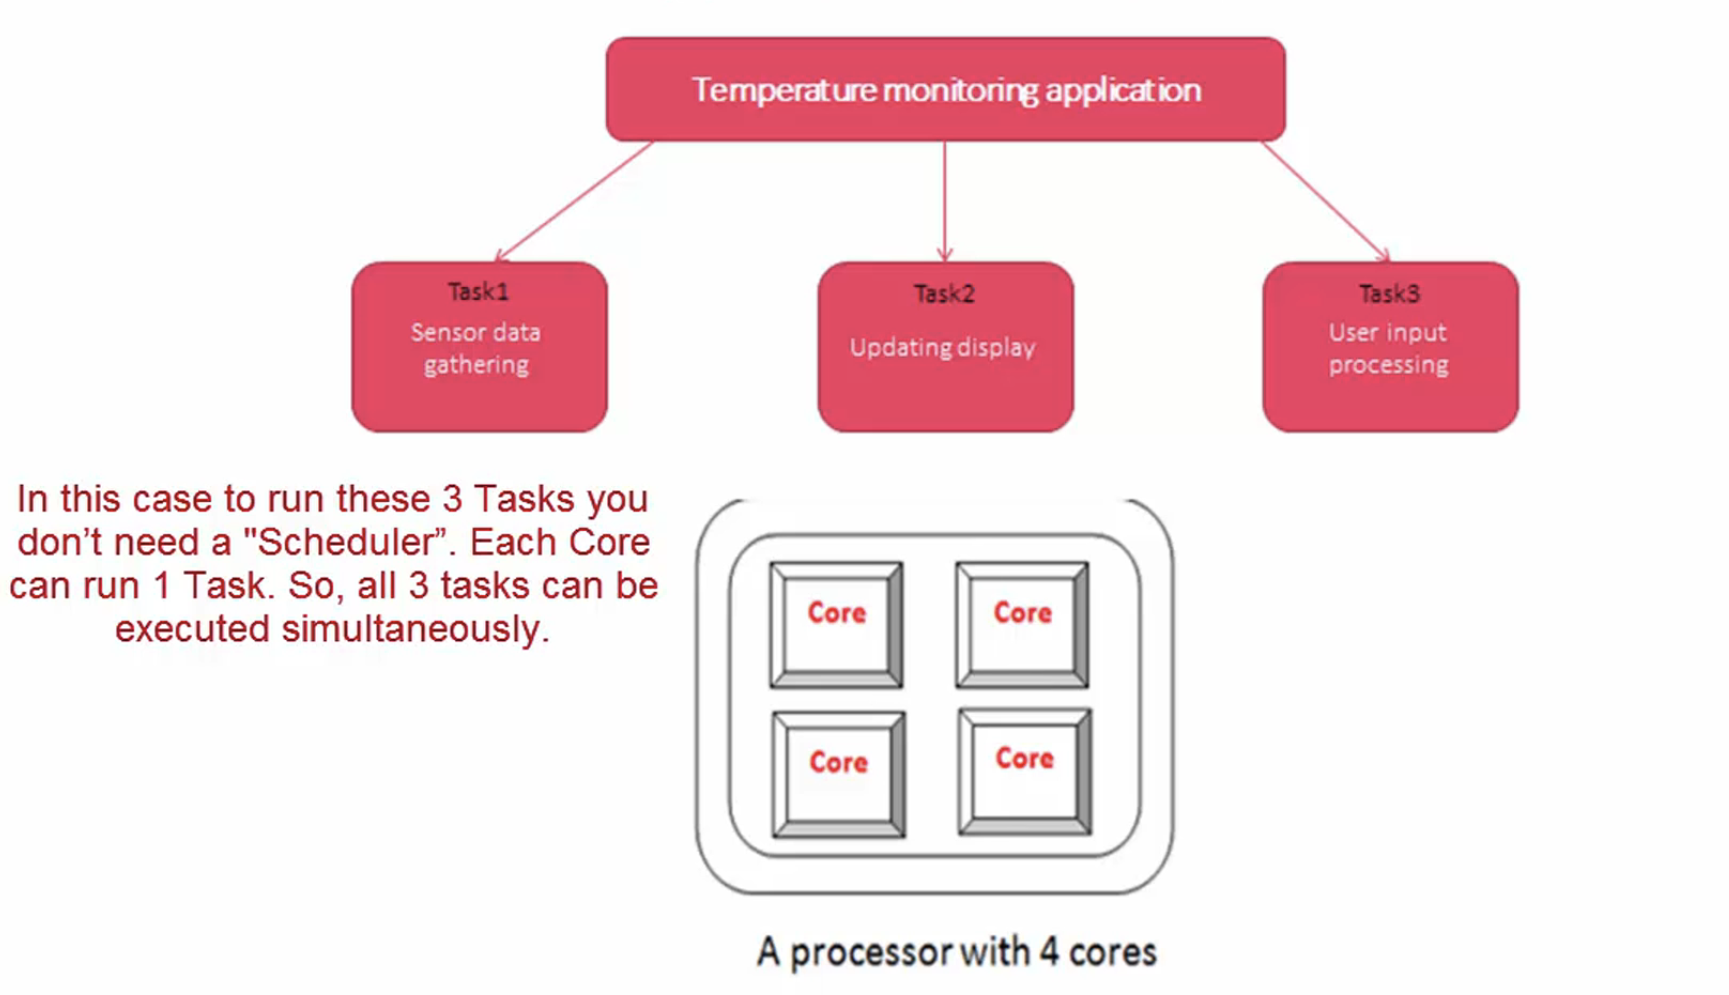 Temperature monitoring application
Task1
Sensor data
gathering
Task2
Updating display
Task3
User input
processing
In this case to run these 3 Tasks you
don’t need a "Scheduler”. Each Core
can run 1 Task. So, all 3 tasks can be
executed simultaneously.
Core
Core
Core
Core
A processor with 4 cores